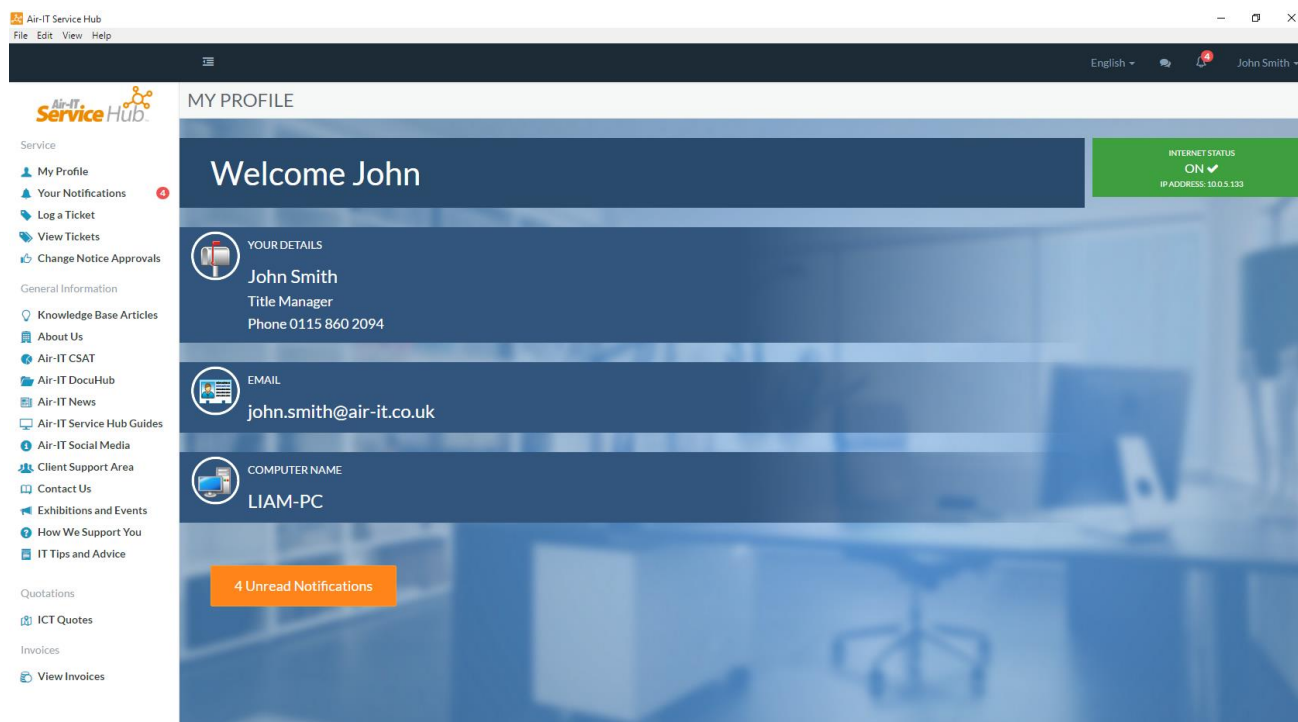 Air-IT Service Hub
File Edit View Help
English
4
John Smith
Air-IT
Service Hub
MY PROFILE
Service
My Profile
Your Notifications 4
Log a Ticket
View Tickets
Change Notice Approvals
General Information
Knowledge Base Articles
About Us
Air-IT CSAT
Air-IT DocuHub
Air-IT News
Air-IT Service Hub Guides
Air-IT Social Media
Client Support Area
Contact Us
Exhibitions and Events
How We Support You
IT Tips and Advice
Quotations
ICT Quotes
Invoices
View Invoices
Welcome John
INTERNET STATUS
ON ✔
IP ADDRESS: 10.0.5.133
YOUR DETAILS
John Smith
Title Manager
Phone 0115 860 2094
EMAIL
john.smith@air-it.co.uk
COMPUTER NAME
LIAM-PC
4 Unread Notifications